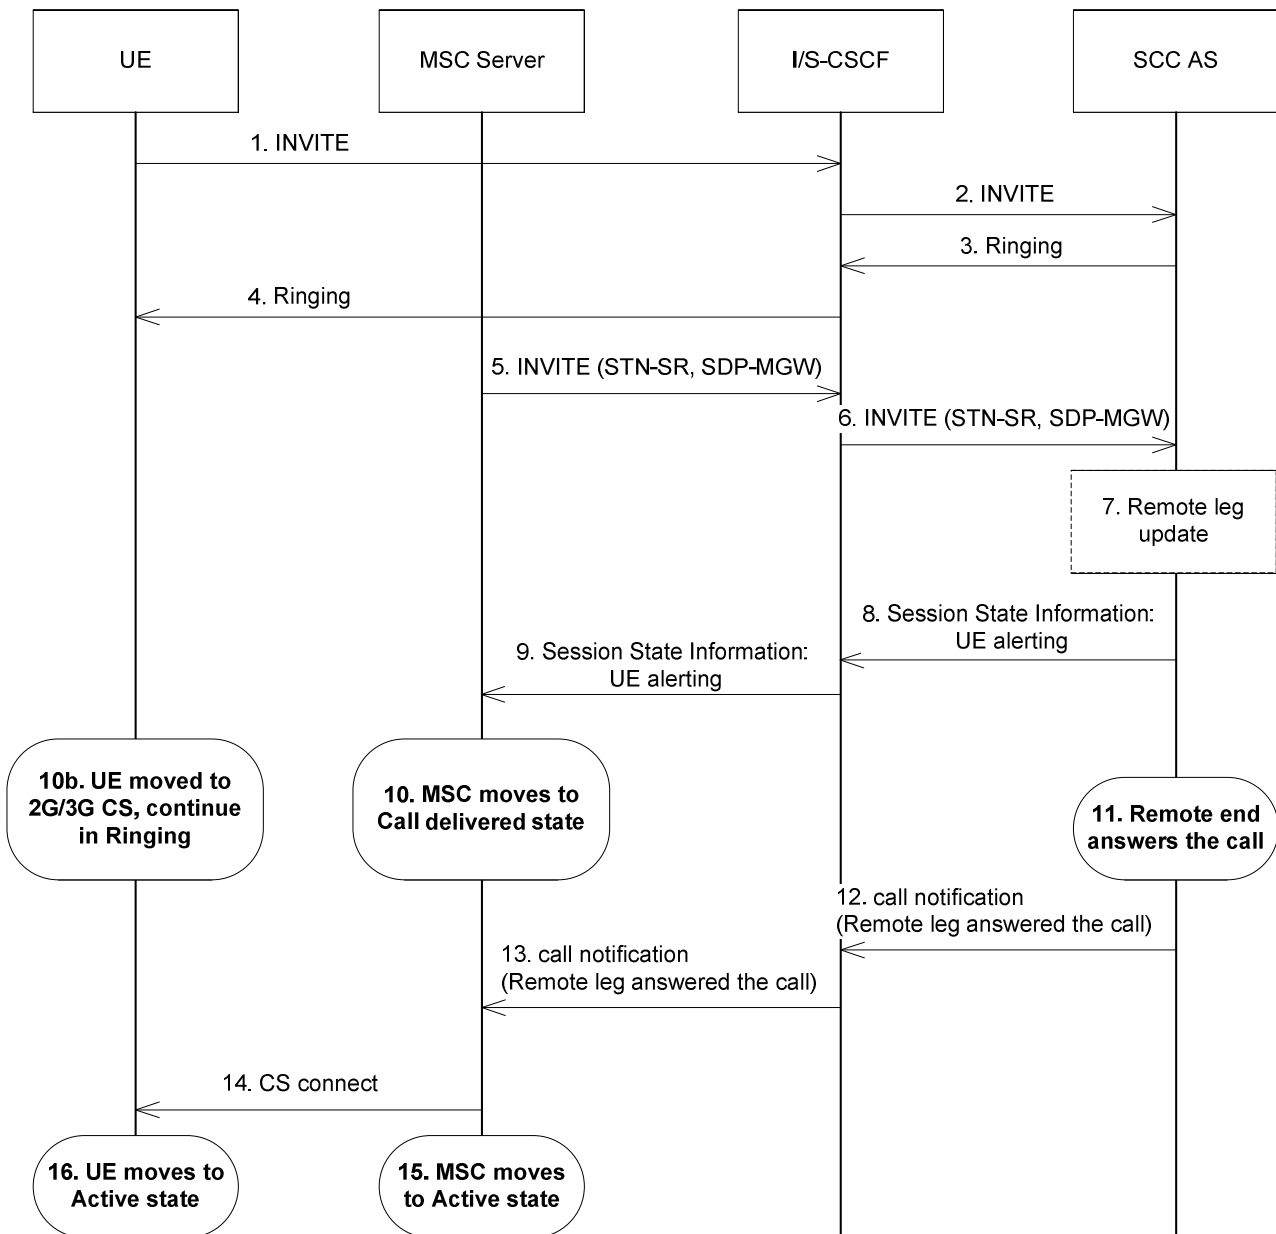 UE
MSC Server
I/S-CSCF
SCC AS
1. INVITE
2. INVITE
3. Ringing
4. Ringing
5. INVITE (STN-SR, SDP-MGW)
6. INVITE (STN-SR, SDP-MGW)
7. Remote leg
update
8. Session State Information:
UE alerting
9. Session State Information:
UE alerting
10b. UE moved to
2G/3G CS, continue
in Ringing
10. MSC moves to
Call delivered state
11. Remote end
answers the call
12. call notification
(Remote leg answered the call)
13. call notification
(Remote leg answered the call)
14. CS connect
16. UE moves to
Active state
15. MSC moves
to Active state